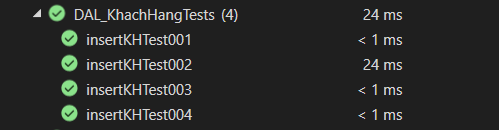 DAL_KhachHangTests (4) 24 ms
insertKHTest001 < 1 ms
insertKHTest002 24 ms
insertKHTest003 < 1 ms
insertKHTest004 < 1 ms